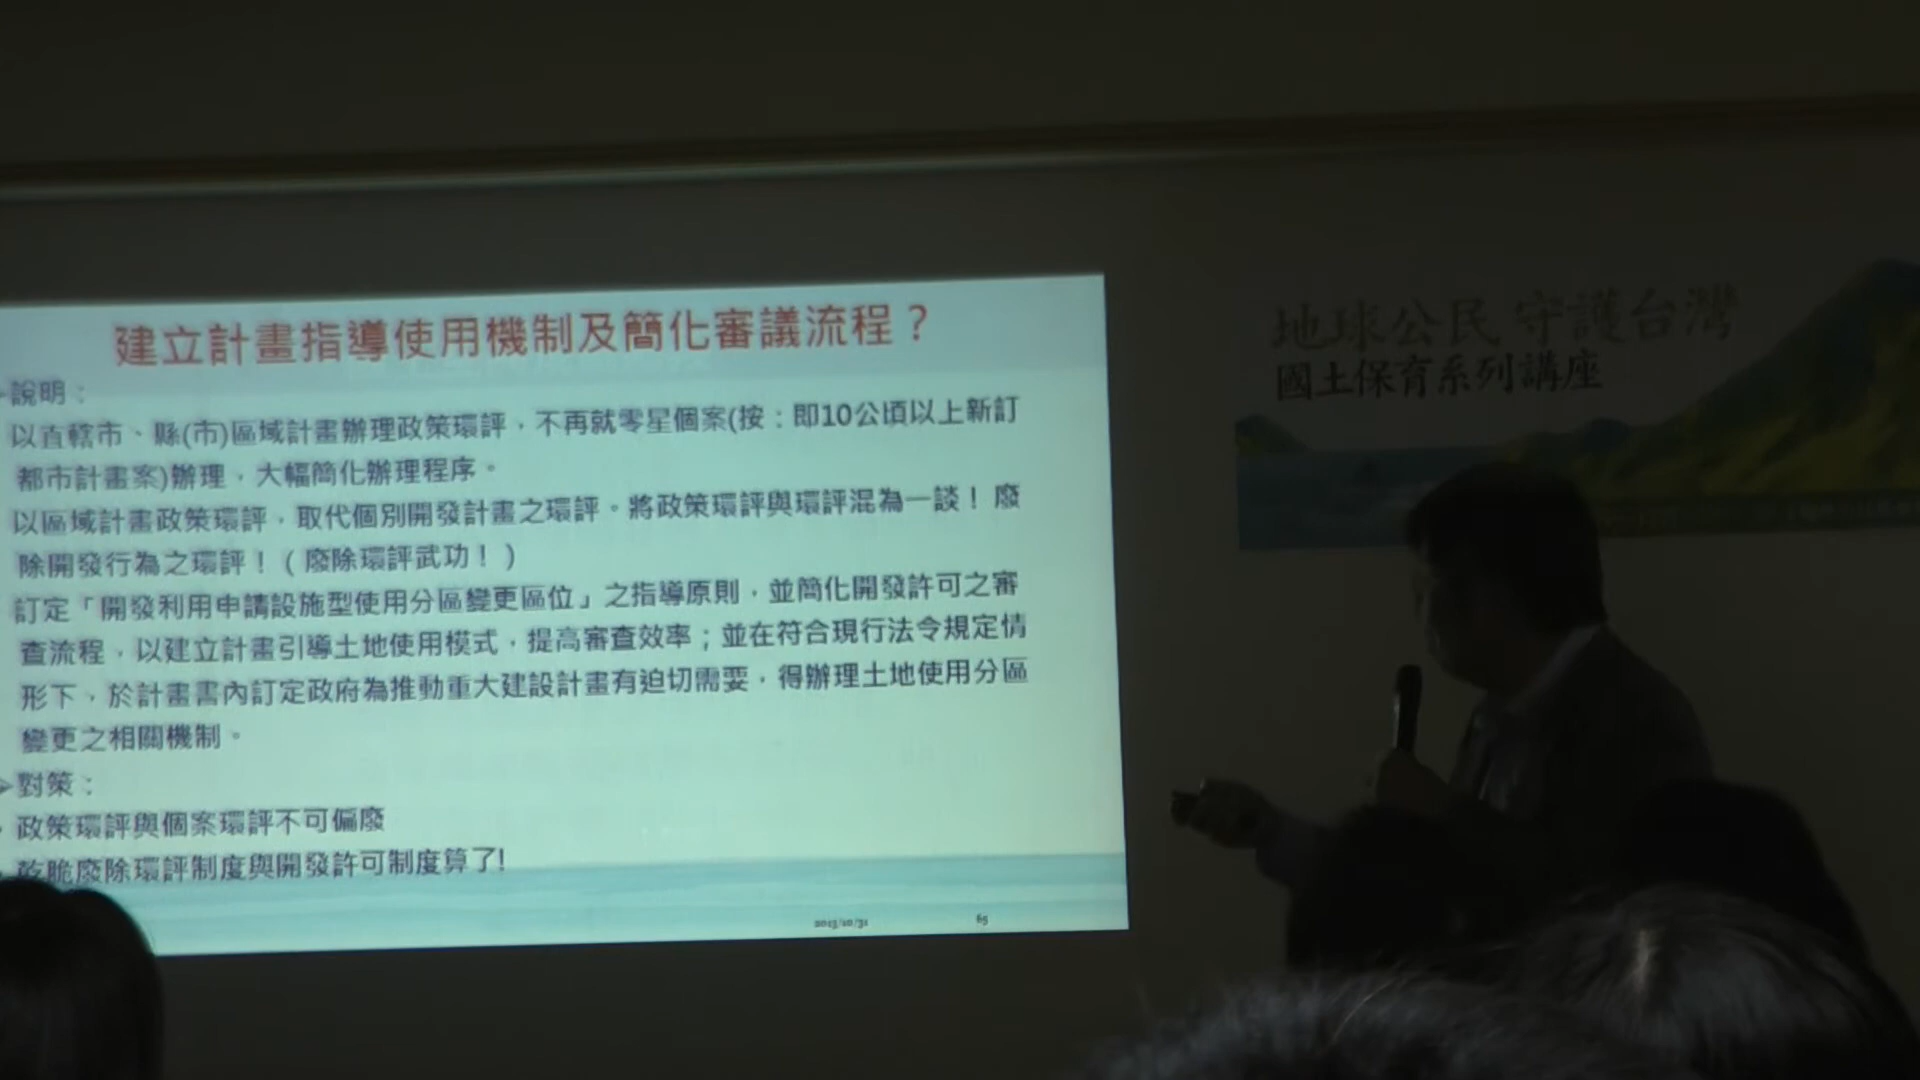 建立計畫指導使用機制及簡化審議流程？
說明：
以直轄市、縣(市)區域計畫辦理政策環評，不再就零星個案(按：即10公頃以上新訂
都市計畫案)辦理，大幅簡化辦理程序。
以區域計畫政策環評，取代個別開發計畫之環評。將政策環評與環評混為一談！廢
除開發行為之環評！（廢除環評武功！）
訂定「開發利用申請設施型使用分區變更區位」之指導原則，並簡化開發許可之審
查流程，以建立計畫引導土地使用模式，提高審查效率；並在符合現行法令規定情
形下，於計畫書內訂定政府為推動重大建設計畫有迫切需要，得辦理土地使用分區
變更之相關機制。
對策：
政策環評與個案環評不可偏廢
乾脆廢除環評制度與開發許可制度算了!
2013/10/31
65
地球公民 守護台灣
國土保育系列講座